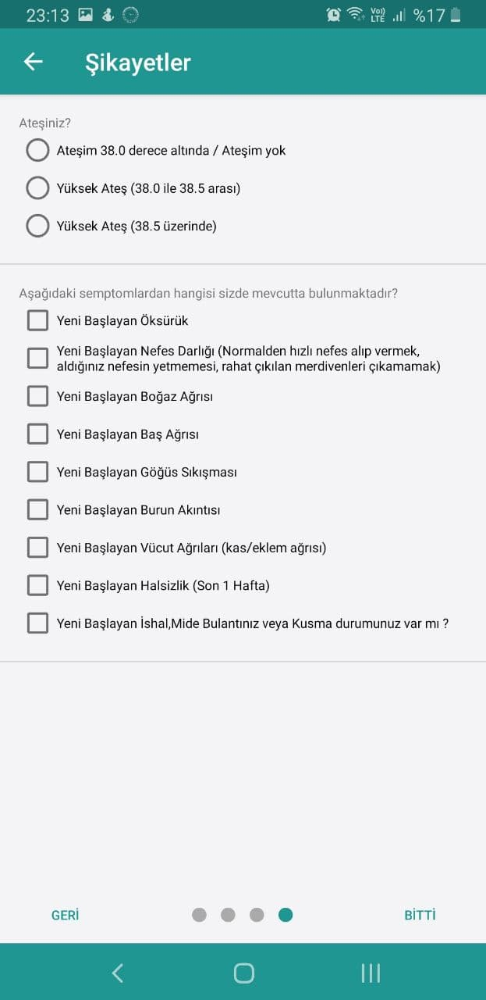 23:13
Vo))
LTE
%17
Şikayetler
Ateşiniz?
Ateşim 38.0 derece altında / Ateşim yok
Yüksek Ateş (38.0 ile 38.5 arası)
Yüksek Ateş (38.5 üzerinde)
Aşağıdaki semptomlardan hangisi sizde mevcutta bulunmaktadır?
Yeni Başlayan Öksürük
Yeni Başlayan Nefes Darlığı (Normalden hızlı nefes alıp vermek,
aldığınız nefesin yetmemesi, rahat çıkılan merdivenleri çıkamamak)
Yeni Başlayan Boğaz Ağrısı
Yeni Başlayan Baş Ağrısı
Yeni Başlayan Göğüs Sıkışması
Yeni Başlayan Burun Akıntısı
Yeni Başlayan Vücut Ağrıları (kas/eklem ağrısı)
Yeni Başlayan Halsizlik (Son 1 Hafta)
Yeni Başlayan İshal,Mide Bulantınız veya Kusma durumunuz var mı ?
GERİ
BİTTİ